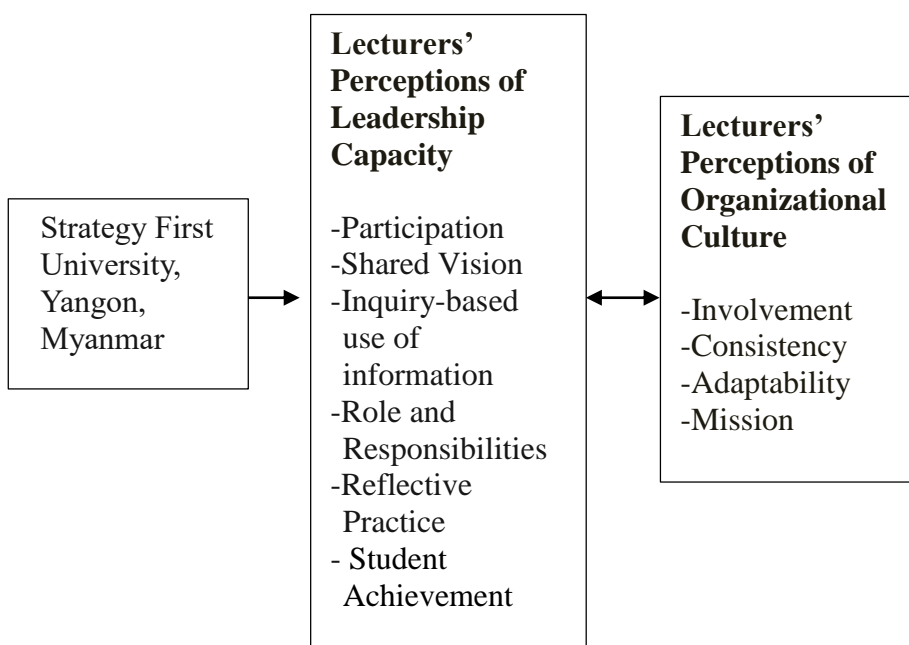 Strategy First
University,
Yangon,
Myanmar
Lecturers’
Perceptions of
Leadership
Capacity
-Participation
-Shared Vision
-Inquiry-based
use of
information
-Role and
Responsibilities
-Reflective
Practice
- Student
Achievement
Lecturers’
Perceptions of
Organizational
Culture
-Involvement
-Consistency
-Adaptability
-Mission